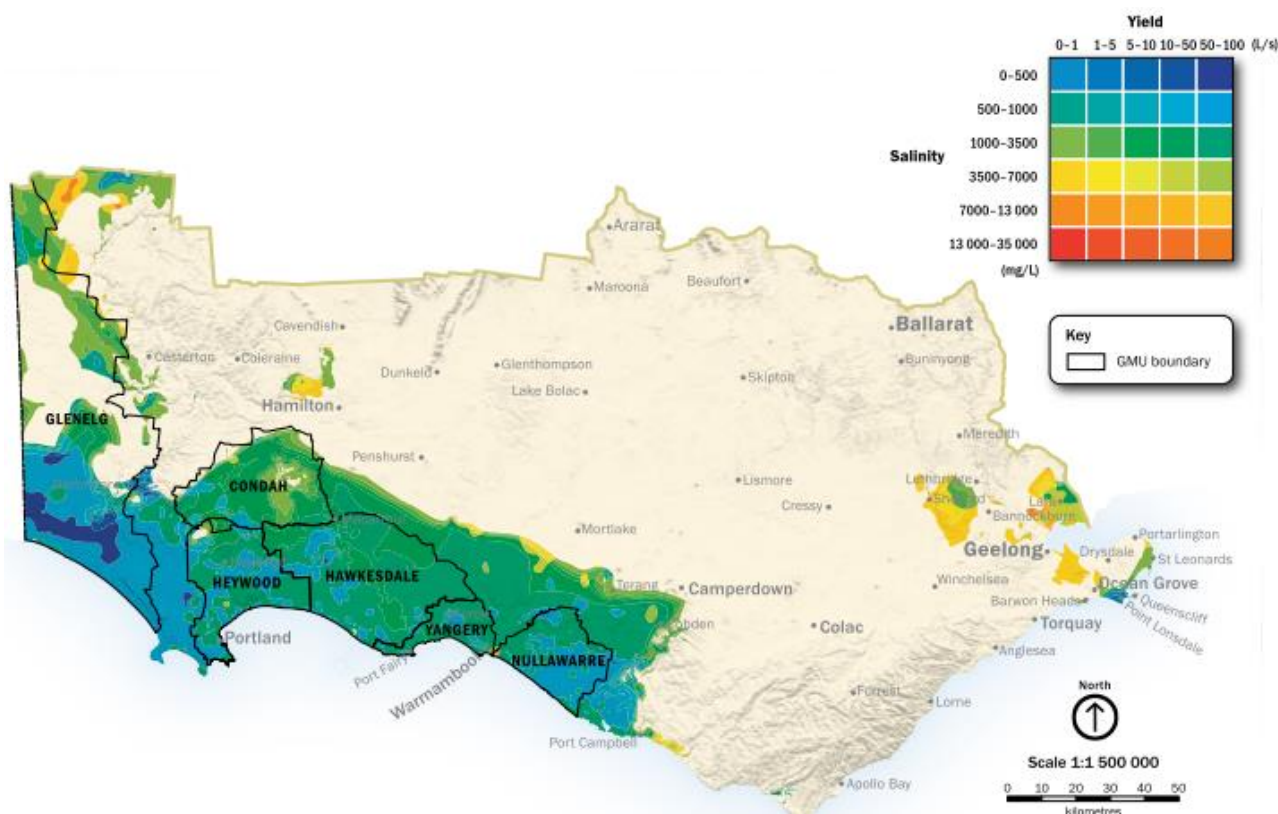 Yield
0–1 1–5 5–10 10–50 50–100 (L/s)
0–500
500–1000
1000–3500
Salinity
3500–7000
7000–13 000
13 000–35 000
(mg/L)
Key
GMU boundary
Ararat
Maroona
Beaufort
Ballarat
Cavendish
Casterton
Coleraine
Dunkeld
Glenthompson
Buninyong
Lake Bolac
Skipton
Hamilton
GLENELG
Meredith
Penshurst
CONDAH
Lismore
Lethbridge
Cressy
Bannockburn
Mortlake
Portarlington
Geelong
Drysdale
St Leonards
HEYWOOD
HAWKESDALE
Terang
Camperdown
Winchelsea
Ocean Grove
Barwon Heads
Queenscliff
Point Lonsdale
YANGERY
Portland
Colac
Torquay
NULLAWARRE
Port Fairy
Warrnambool
Anglesea
Forrest
Lorne
North
Port Campbell
Scale 1:1 500 000
Apollo Bay
0 10 20 30 40 50
kilometres